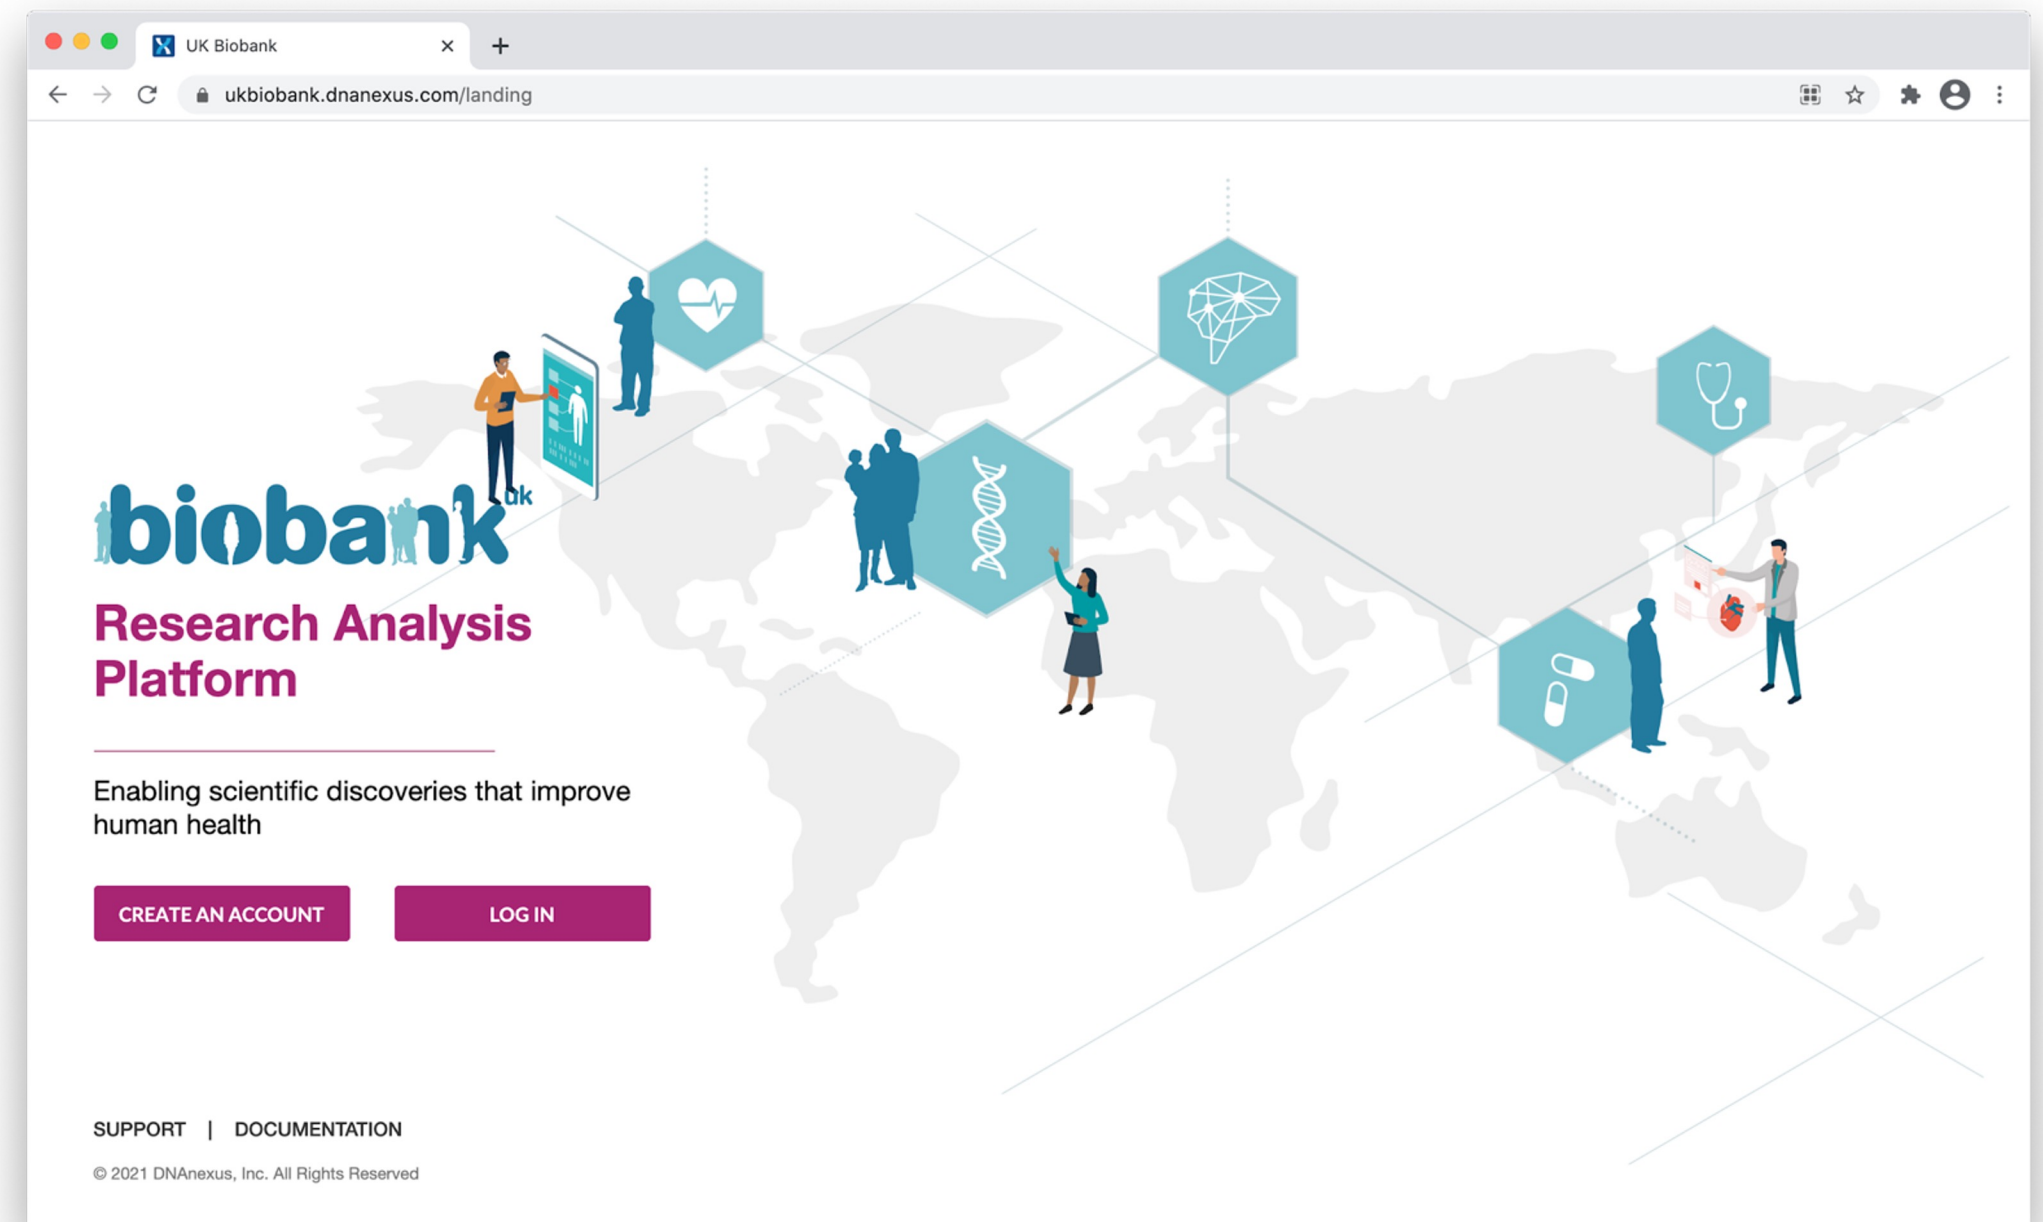 UK Biobank
ukbiobank.dnanexus.com/landing
biobank uk
Research Analysis
Platform
Enabling scientific discoveries that improve
human health
CREATE AN ACCOUNT
LOG IN
SUPPORT | DOCUMENTATION
© 2021 DNAnexus, Inc. All Rights Reserved